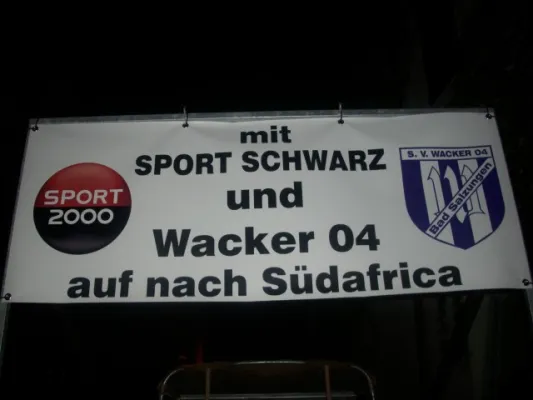 mit
SPORT SCHWARZ
und
Wacker 04
auf nach Südafrica
SPORT
2000
S. V. WACKER 04
Bad Salzungen
W